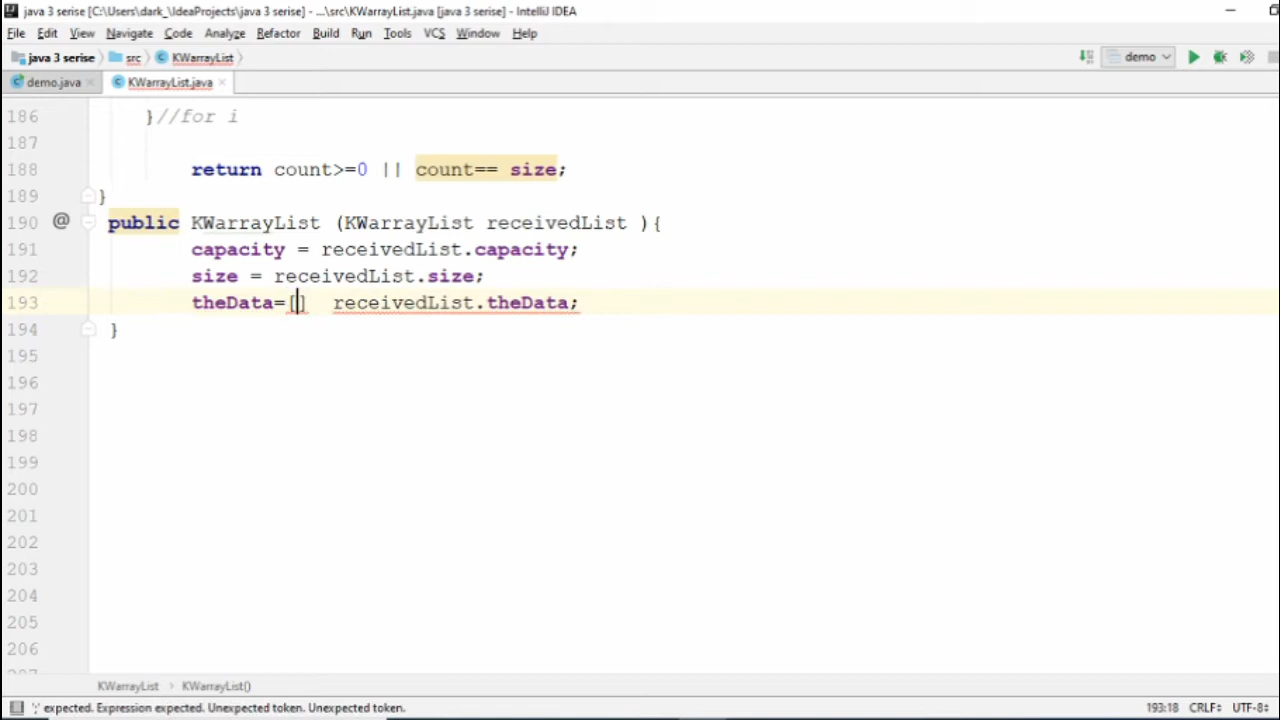 java 3 serise [C:\Users\dark_\IdeaProjects\java 3 serise] - ...\src\KWarrayList.java [java 3 serise] - IntelliJ IDEA
File Edit View Navigate Code Analyze Refactor Build Run Tools VCS Window Help
java 3 serise src KWarrayList demo
demo.java KWarrayList.java
186 }//for i
187
188 return count>=0 || count== size;
189 }
190 @ public KWarrayList (KWarrayList receivedList ){
191 capacity = receivedList.capacity;
192 size = receivedList.size;
193 theData=[] receivedList.theData;
194 }
195
196
197
198
199
200
201
202
203
204
205
206
KWarrayList KWarrayList()
';' expected. Expression expected. Unexpected token. Unexpected token. 193:18 CRLF UTF-8